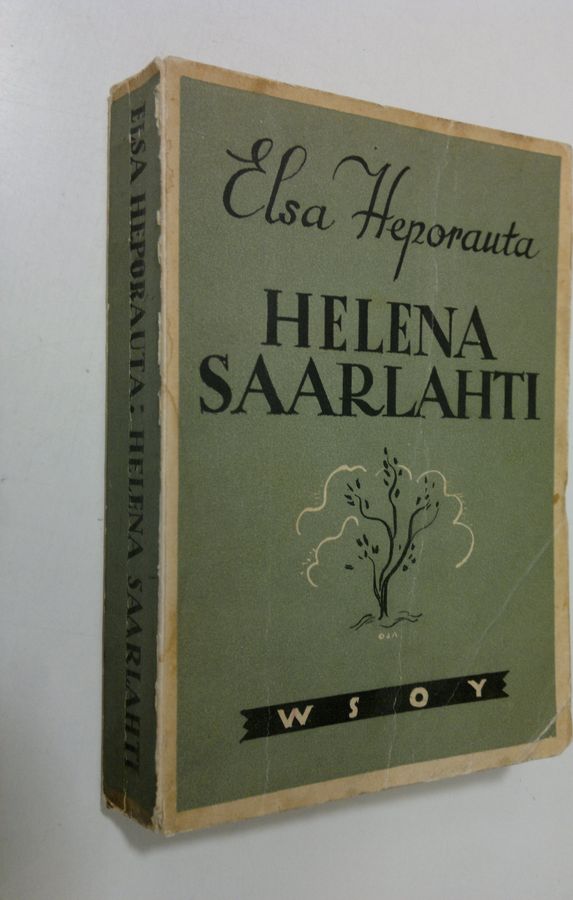 Elsa Heporauta
HELENA
SAARLAHTI
WSOY
ELSA HEPORAUTA: HELENA SAARLAHTI